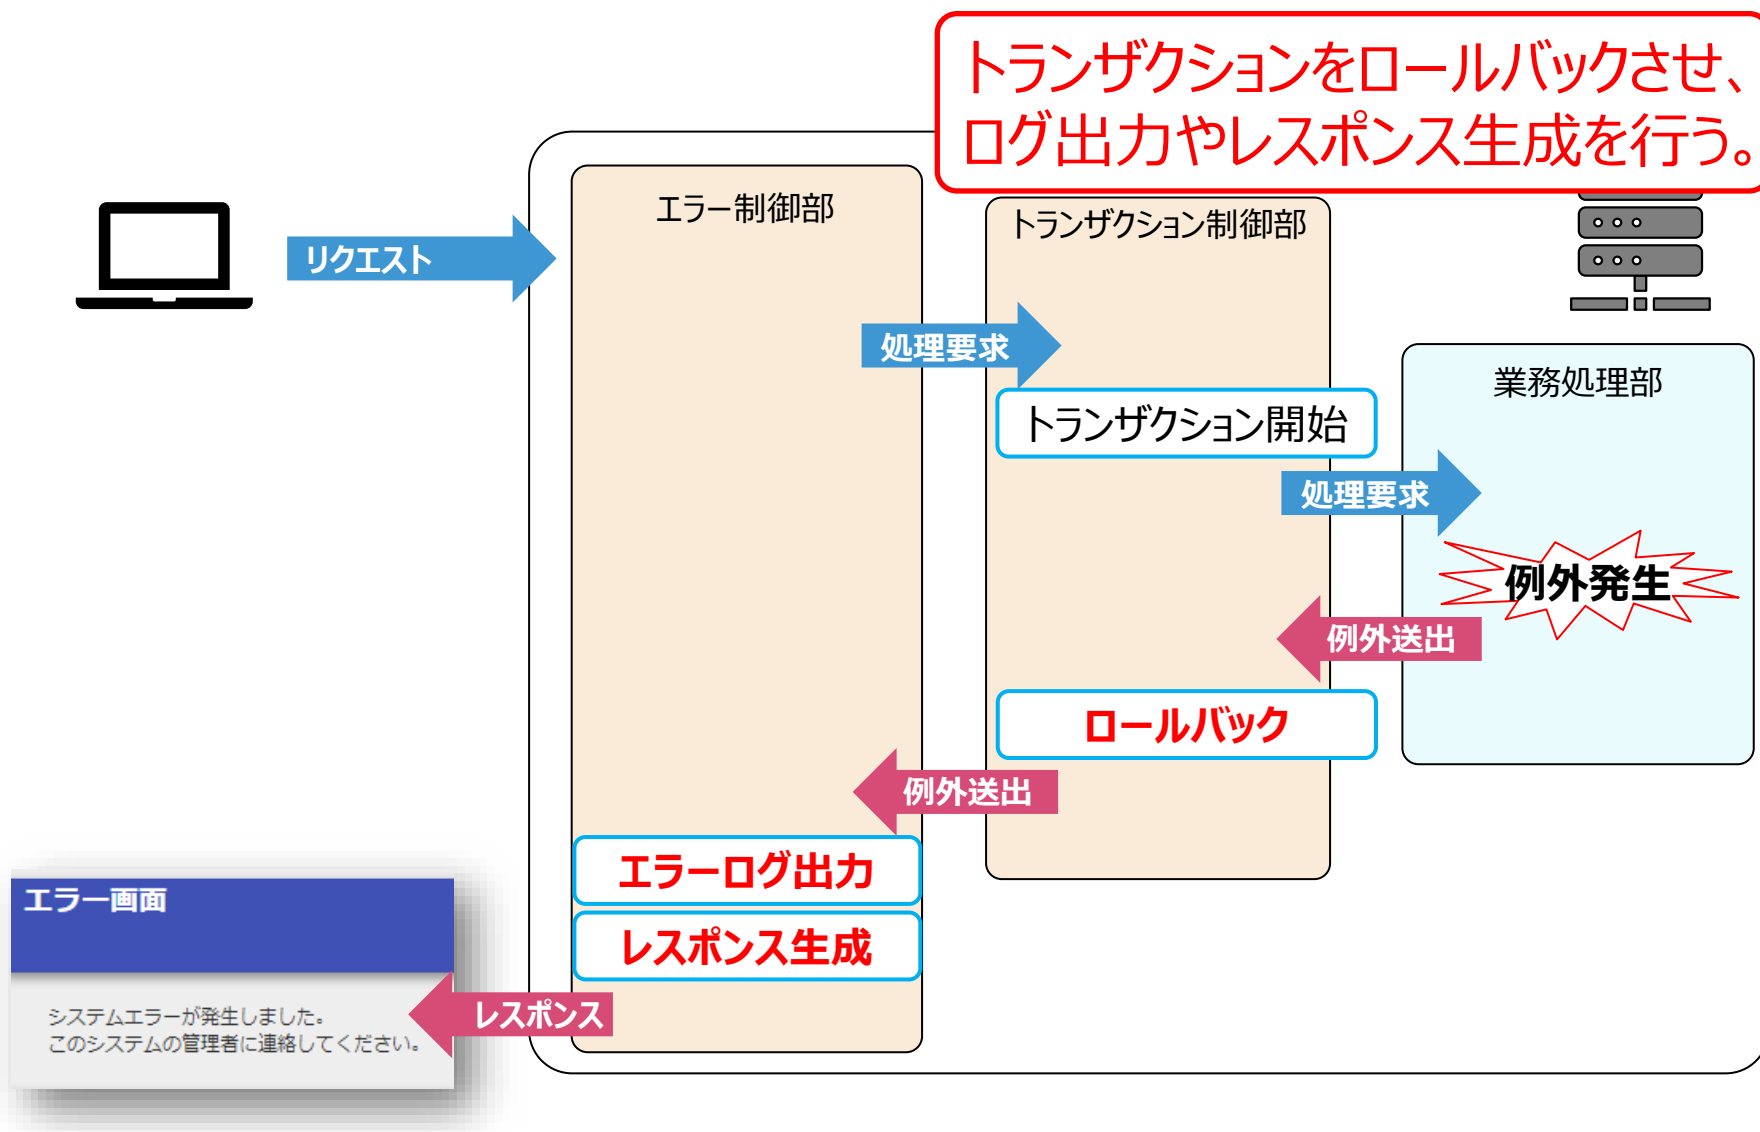 トランザクションをロールバックさせ、
ログ出力やレスポンス生成を行う。
エラー制御部
トランザクション制御部
リクエスト
処理要求
業務処理部
トランザクション開始
処理要求
例外発生
例外送出
ロールバック
例外送出
エラーログ出力
レスポンス生成
エラー画面
レスポンス
システムエラーが発生しました。
このシステムの管理者に連絡してください。